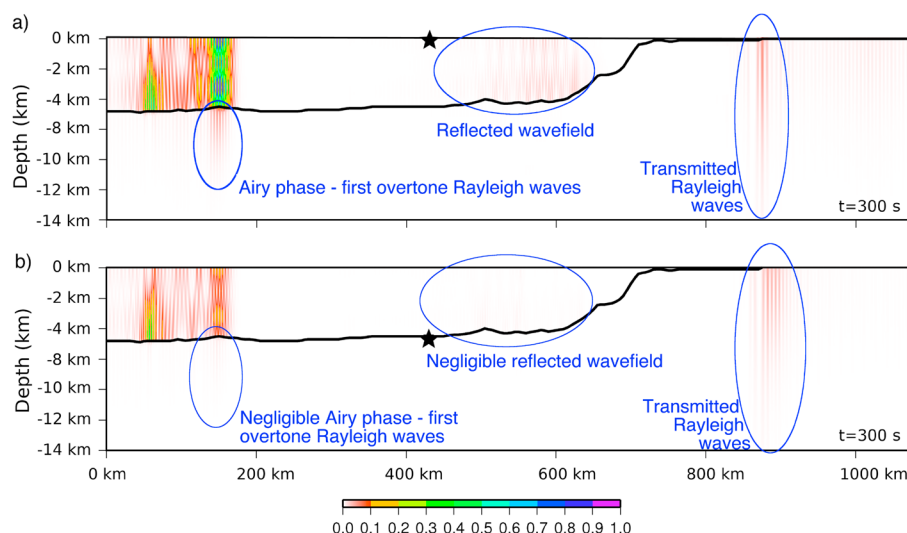 a)
0 km
-2 km
-4 km
-8 km
-10 km
-12 km
-14 km
Depth (km)
Reflected wavefield
Airy phase - first overtone Rayleigh waves
Transmitted
Rayleigh
waves
t=300 s
b)
0 km
-2 km
-4 km
-8 km
-10 km
-12 km
-14 km
Depth (km)
Negligible reflected wavefield
Negligible Airy phase - first
overtone Rayleigh waves
Transmitted
Rayleigh
waves
t=300 s
0 km
200 km
400 km
600 km
800 km
1000 km
0.0 0.1 0.2 0.3 0.4 0.5 0.6 0.7 0.8 0.9 1.0